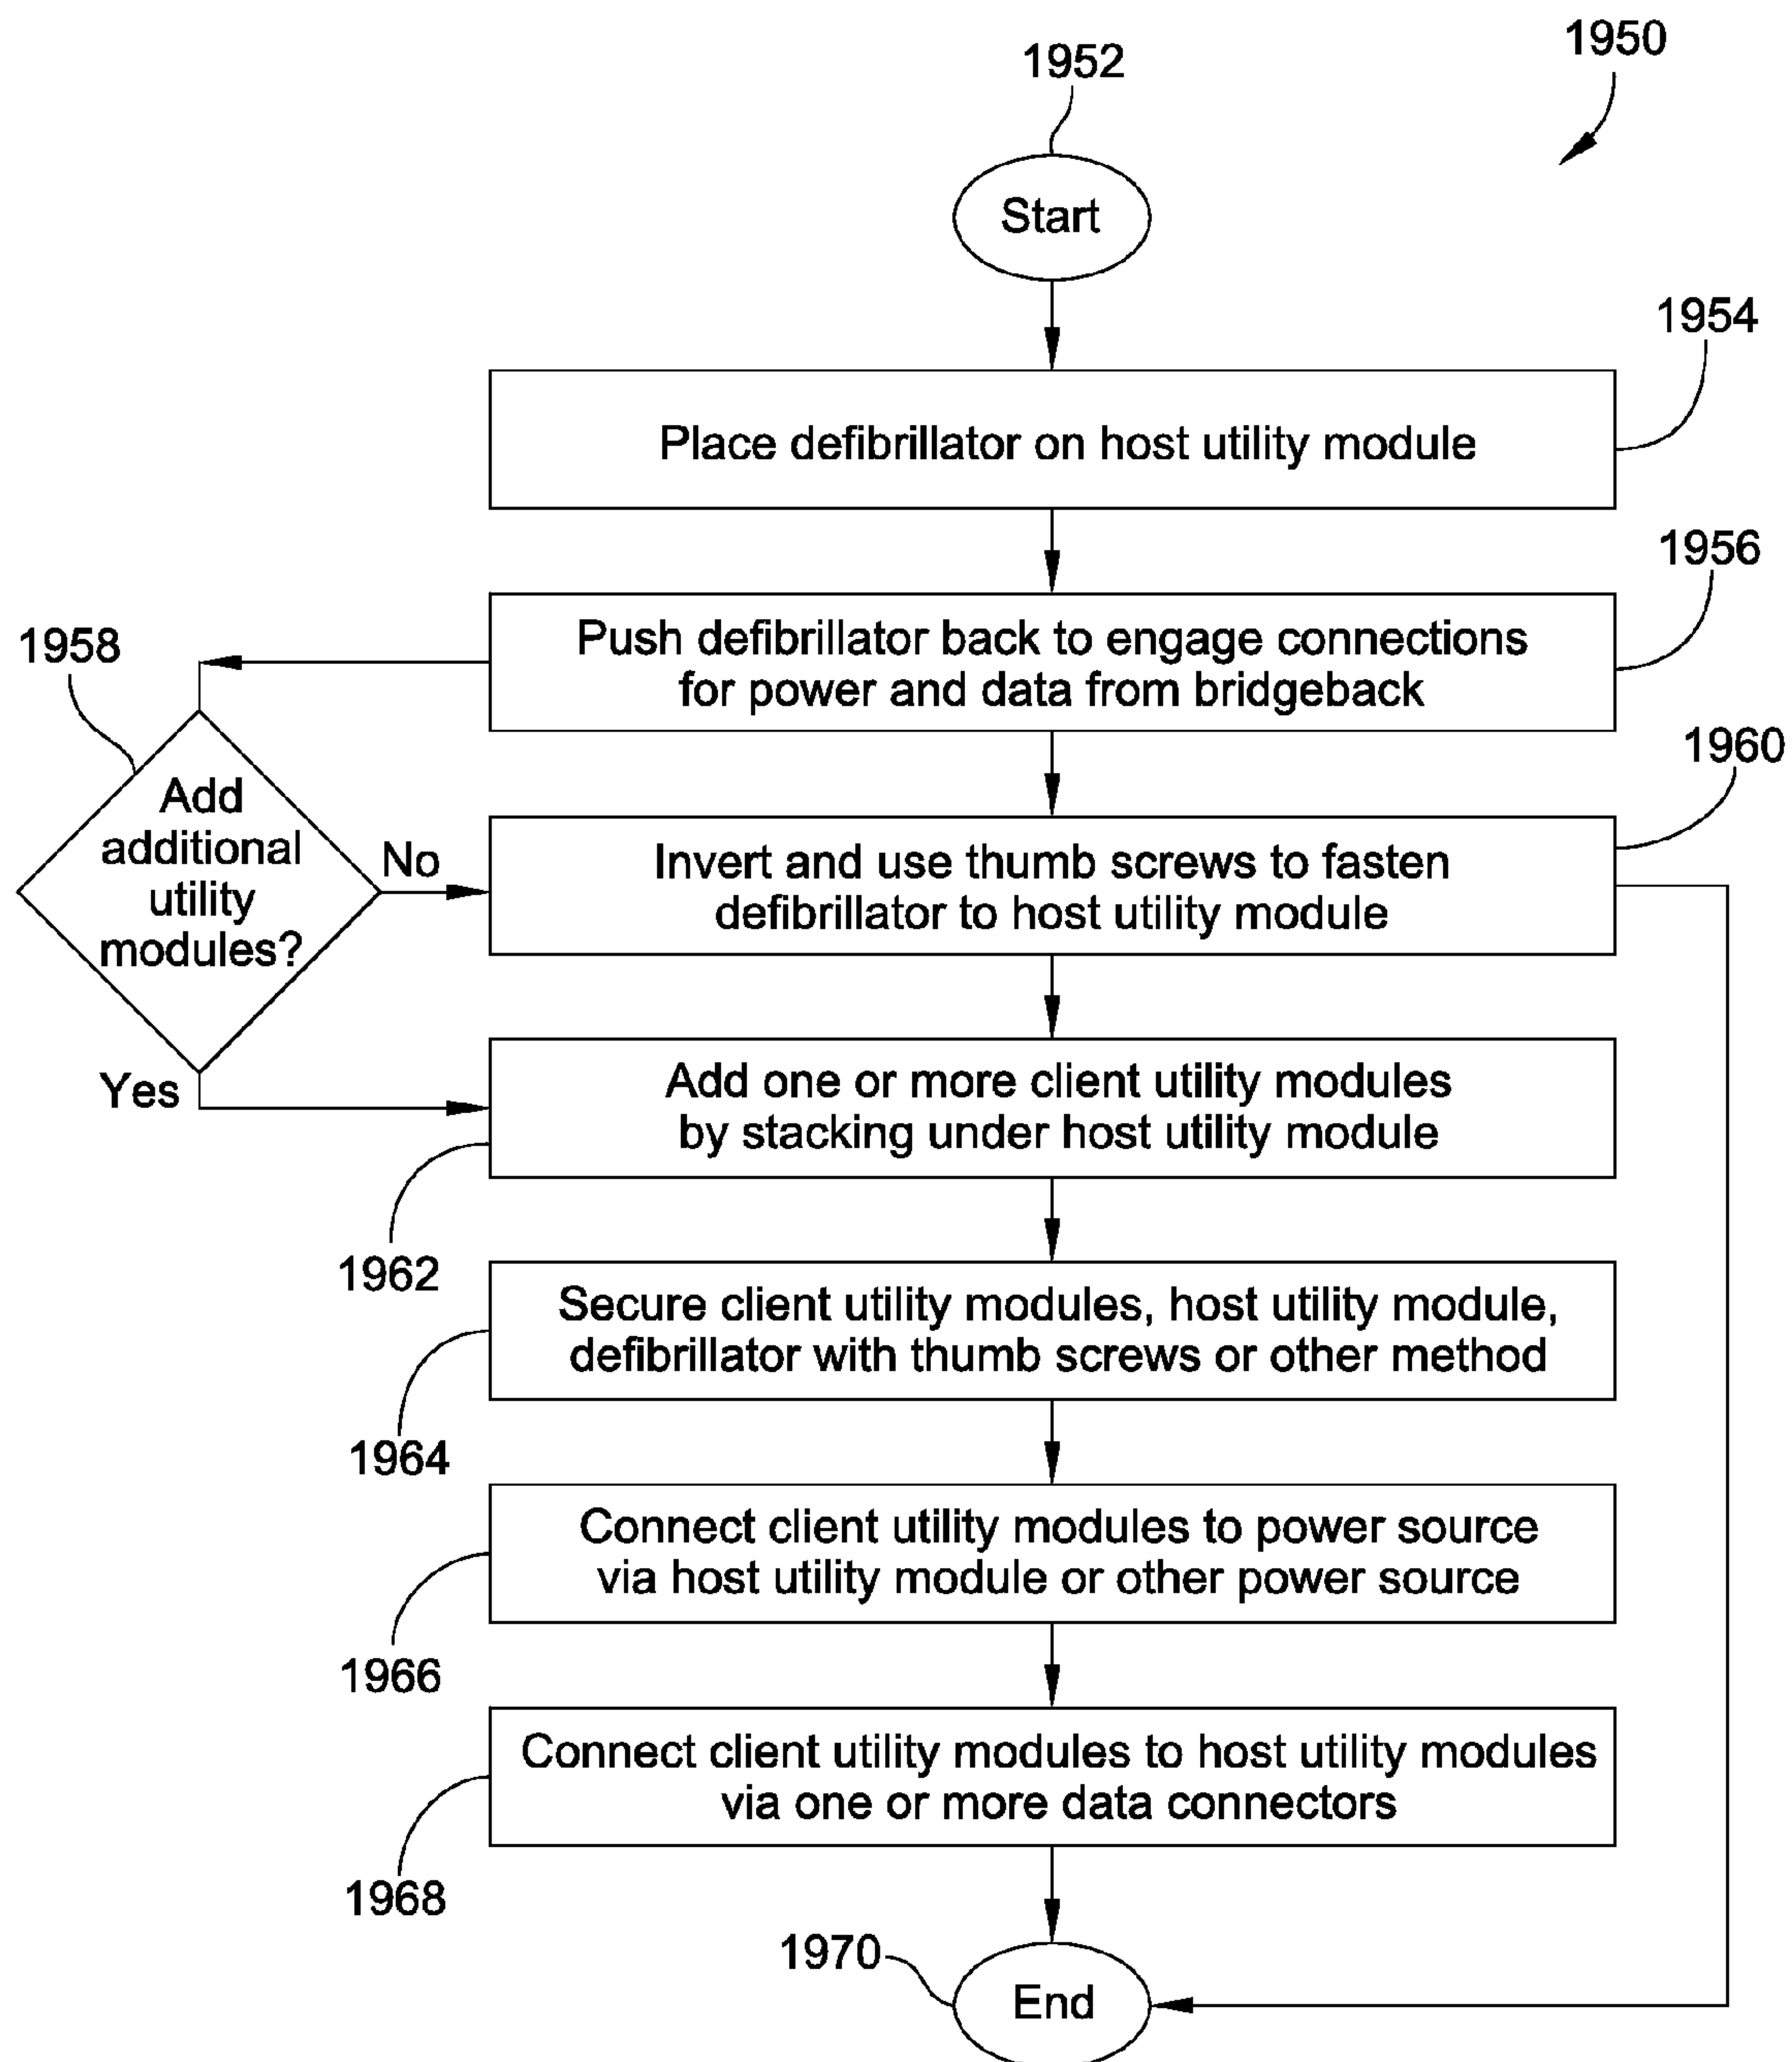 1950
1952
Start
1954
Place defibrillator on host utility module
1956
Push defibrillator back to engage connections
for power and data from bridgeback
1958
Add
additional
utility
modules?
No
Yes
1960
Invert and use thumb screws to fasten
defibrillator to host utility module
Add one or more client utility modules
by stacking under host utility module
1962
Secure client utility modules, host utility module,
defibrillator with thumb screws or other method
1964
Connect client utility modules to power source
via host utility module or other power source
1966
Connect client utility modules to host utility modules
via one or more data connectors
1968
1970
End